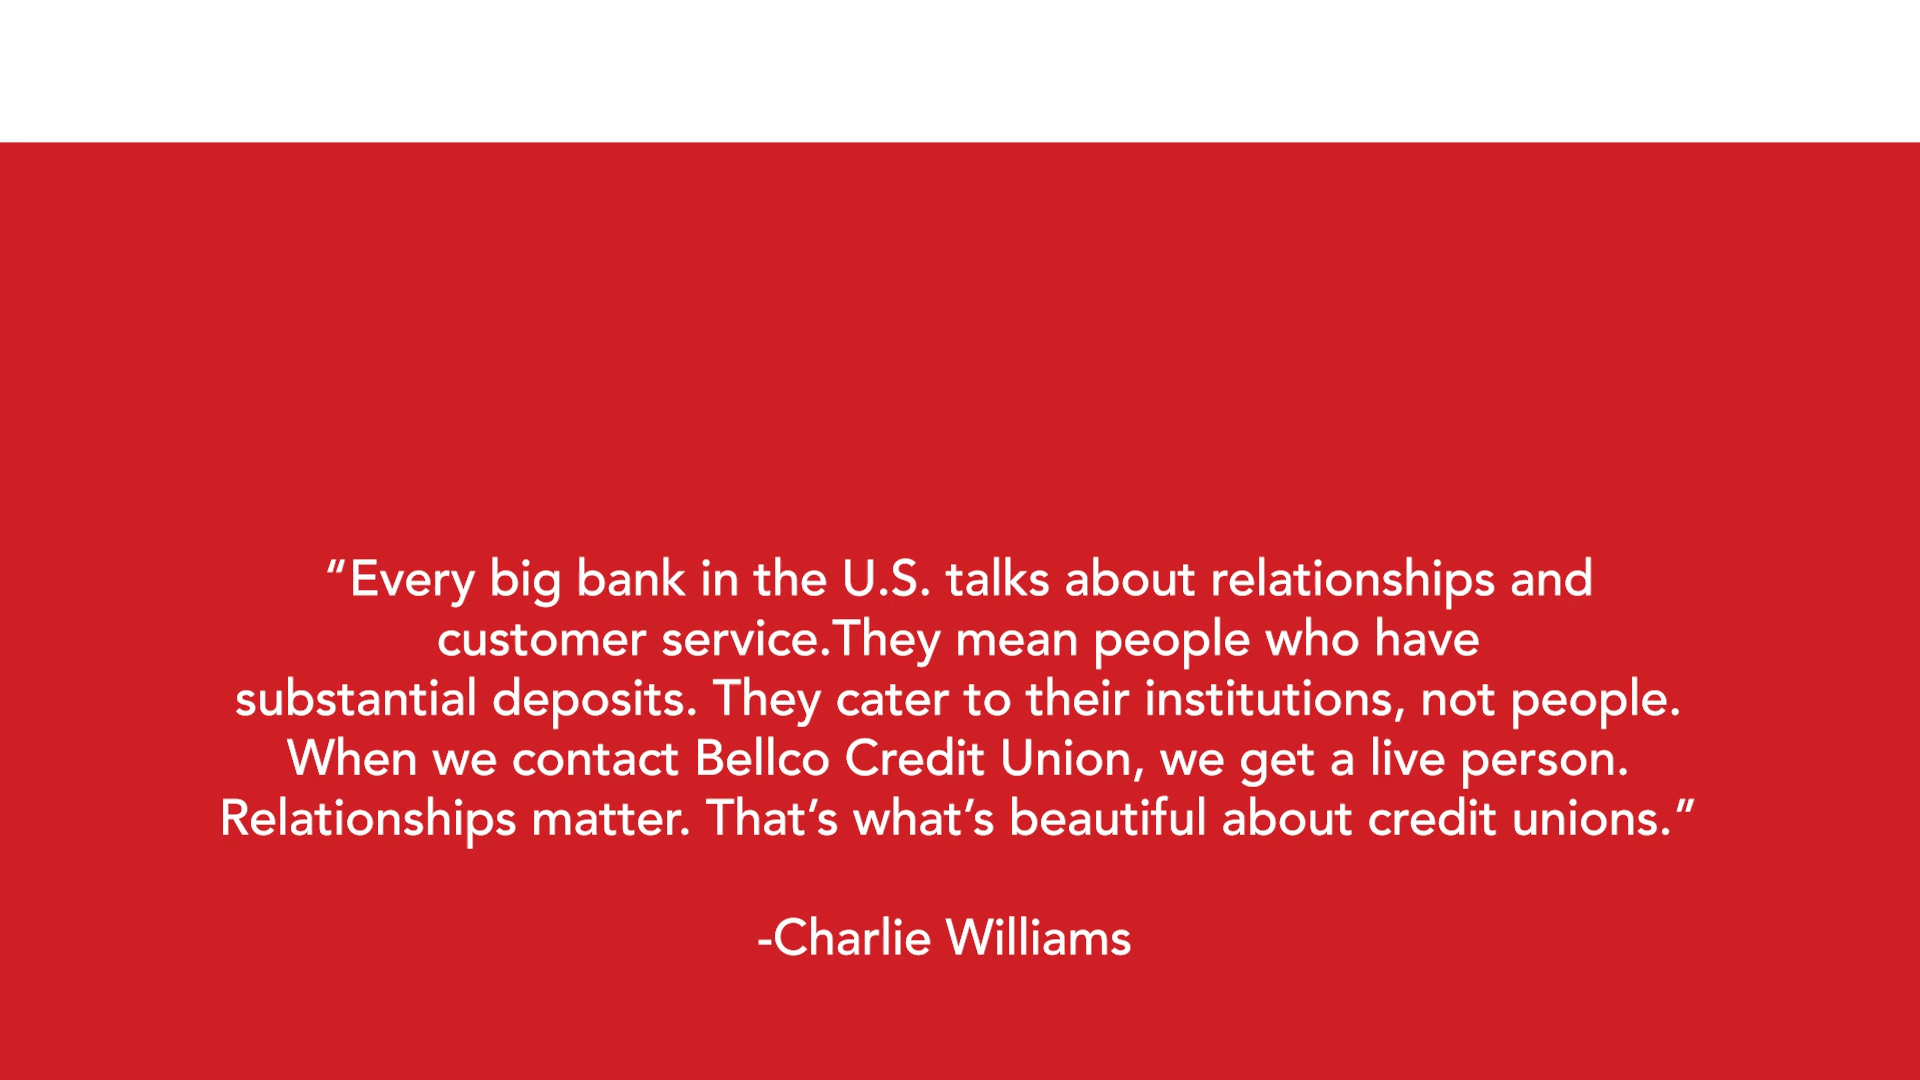 “Every big bank in the U.S. talks about relationships and
customer service.They mean people who have
substantial deposits. They cater to their institutions, not people.
When we contact Bellco Credit Union, we get a live person.
Relationships matter. That’s what’s beautiful about credit unions.”
-Charlie Williams